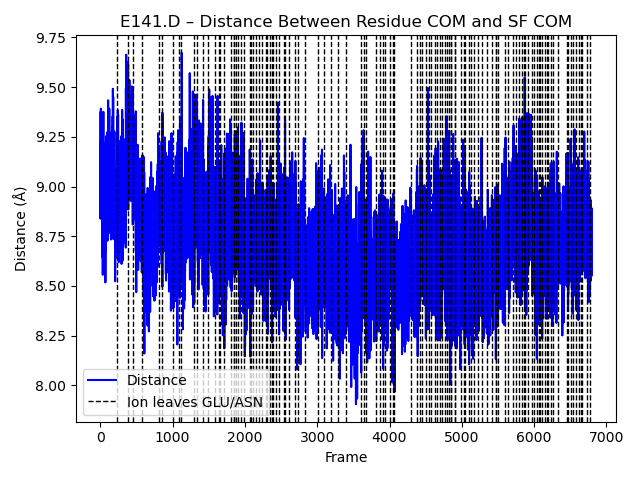 E141.D – Distance Between Residue COM and SF COM
Distance (Å)
9.75
9.50
9.25
9.00
8.75
8.50
8.25
8.00
Distance
Ion leaves GLU/ASN
0 1000 2000 3000 4000 5000 6000 7000
Frame